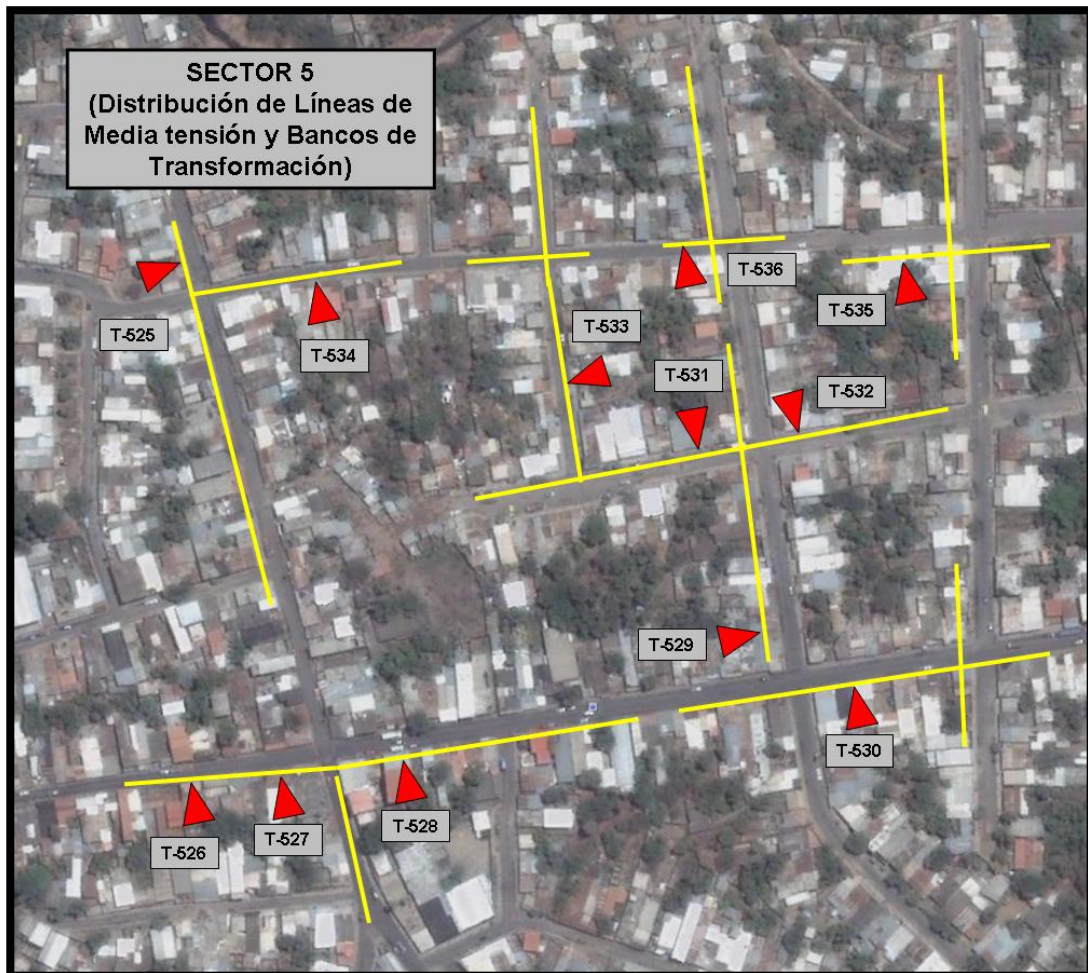 SECTOR 5
(Distribución de Líneas de
Media tensión y Bancos de
Transformación)
T-536
T-535
T-525
T-533
T-534
T-531
T-532
T-529
T-530
T-528
T-527
T-526